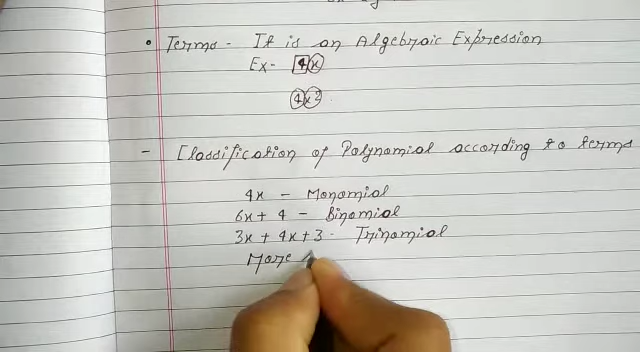 • Terms - It is an Algebraic Expression
Ex - 4x
4x²
- Classification of Polynomial according to terms
4x - Monomial
6x + 4 - Binomial
3x + 4x + 3 - Trinomial
More